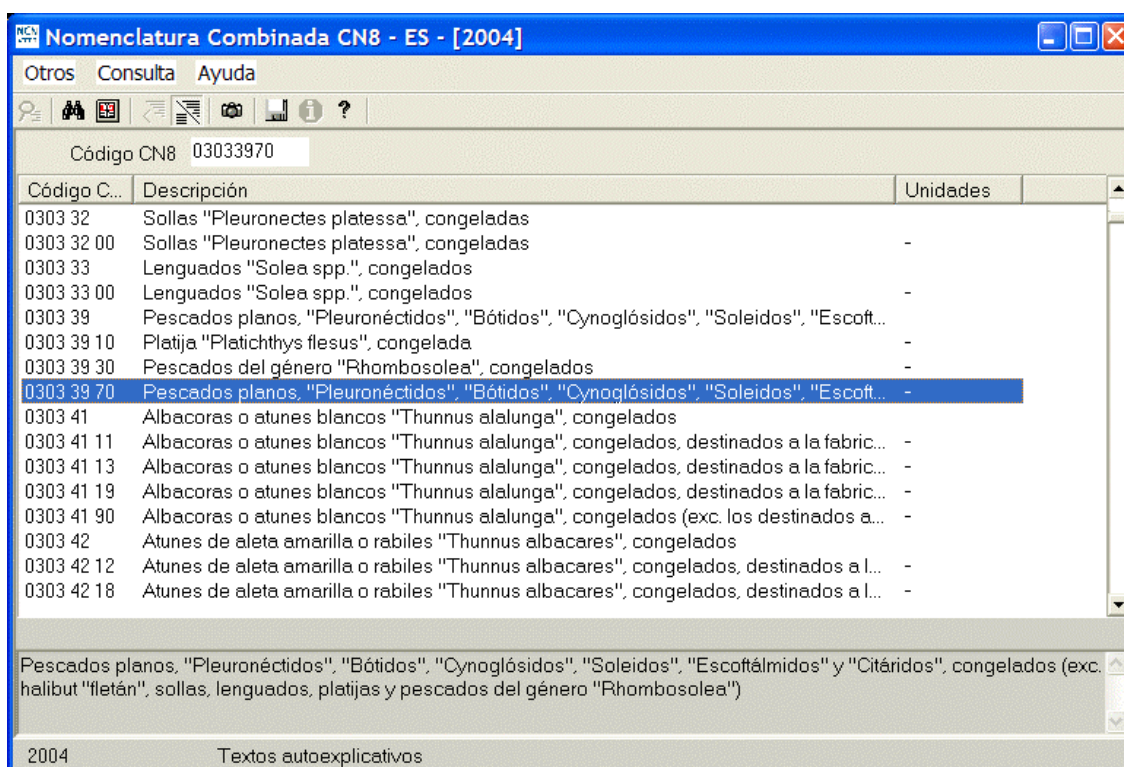 Nomenclatura Combinada CN8 - ES - [2004]
Otros Consulta Ayuda
Código CN8 03033970
Código C... Descripción Unidades
0303 32 Sollas "Pleuronectes platessa", congeladas
0303 32 00 Sollas "Pleuronectes platessa", congeladas -
0303 33 Lenguados "Solea spp.", congelados
0303 33 00 Lenguados "Solea spp.", congelados -
0303 39 Pescados planos, "Pleuronéctidos", "Bótidos", "Cynoglósidos", "Soleidos", "Escoft...
0303 39 10 Platija "Platichthys flesus", congelada -
0303 39 30 Pescados del género "Rhombosolea", congelados -
0303 39 70 Pescados planos, "Pleuronéctidos", "Bótidos", "Cynoglósidos", "Soleidos", "Escoft... -
0303 41 Albacoras o atunes blancos "Thunnus alalunga", congelados
0303 41 11 Albacoras o atunes blancos "Thunnus alalunga", congelados, destinados a la fabric... -
0303 41 13 Albacoras o atunes blancos "Thunnus alalunga", congelados, destinados a la fabric... -
0303 41 19 Albacoras o atunes blancos "Thunnus alalunga", congelados, destinados a la fabric... -
0303 41 90 Albacoras o atunes blancos "Thunnus alalunga", congelados (exc. los destinados a... -
0303 42 Atunes de aleta amarilla o rabiles "Thunnus albacares", congelados
0303 42 12 Atunes de aleta amarilla o rabiles "Thunnus albacares", congelados, destinados a l... -
0303 42 18 Atunes de aleta amarilla o rabiles "Thunnus albacares", congelados, destinados a l... -
Pescados planos, "Pleuronéctidos", "Bótidos", "Cynoglósidos", "Soleidos", "Escoftálmidos" y "Citáridos", congelados (exc.
halibut "fletán", sollas, lenguados, platijas y pescados del género "Rhombosolea")
2004 Textos autoexplicativos